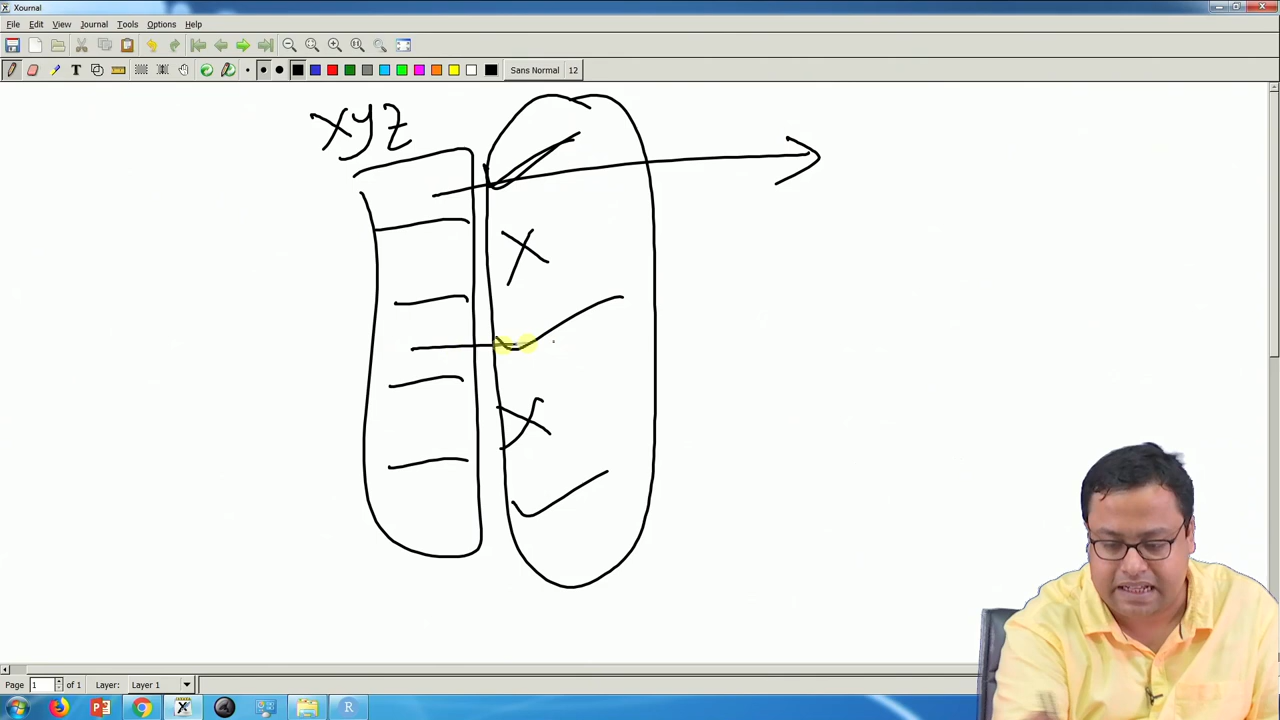 Xournal
File Edit View Journal Tools Options Help
Sans Normal 12
xyz
X
X
Page 1 of 1 Layer: Layer 1